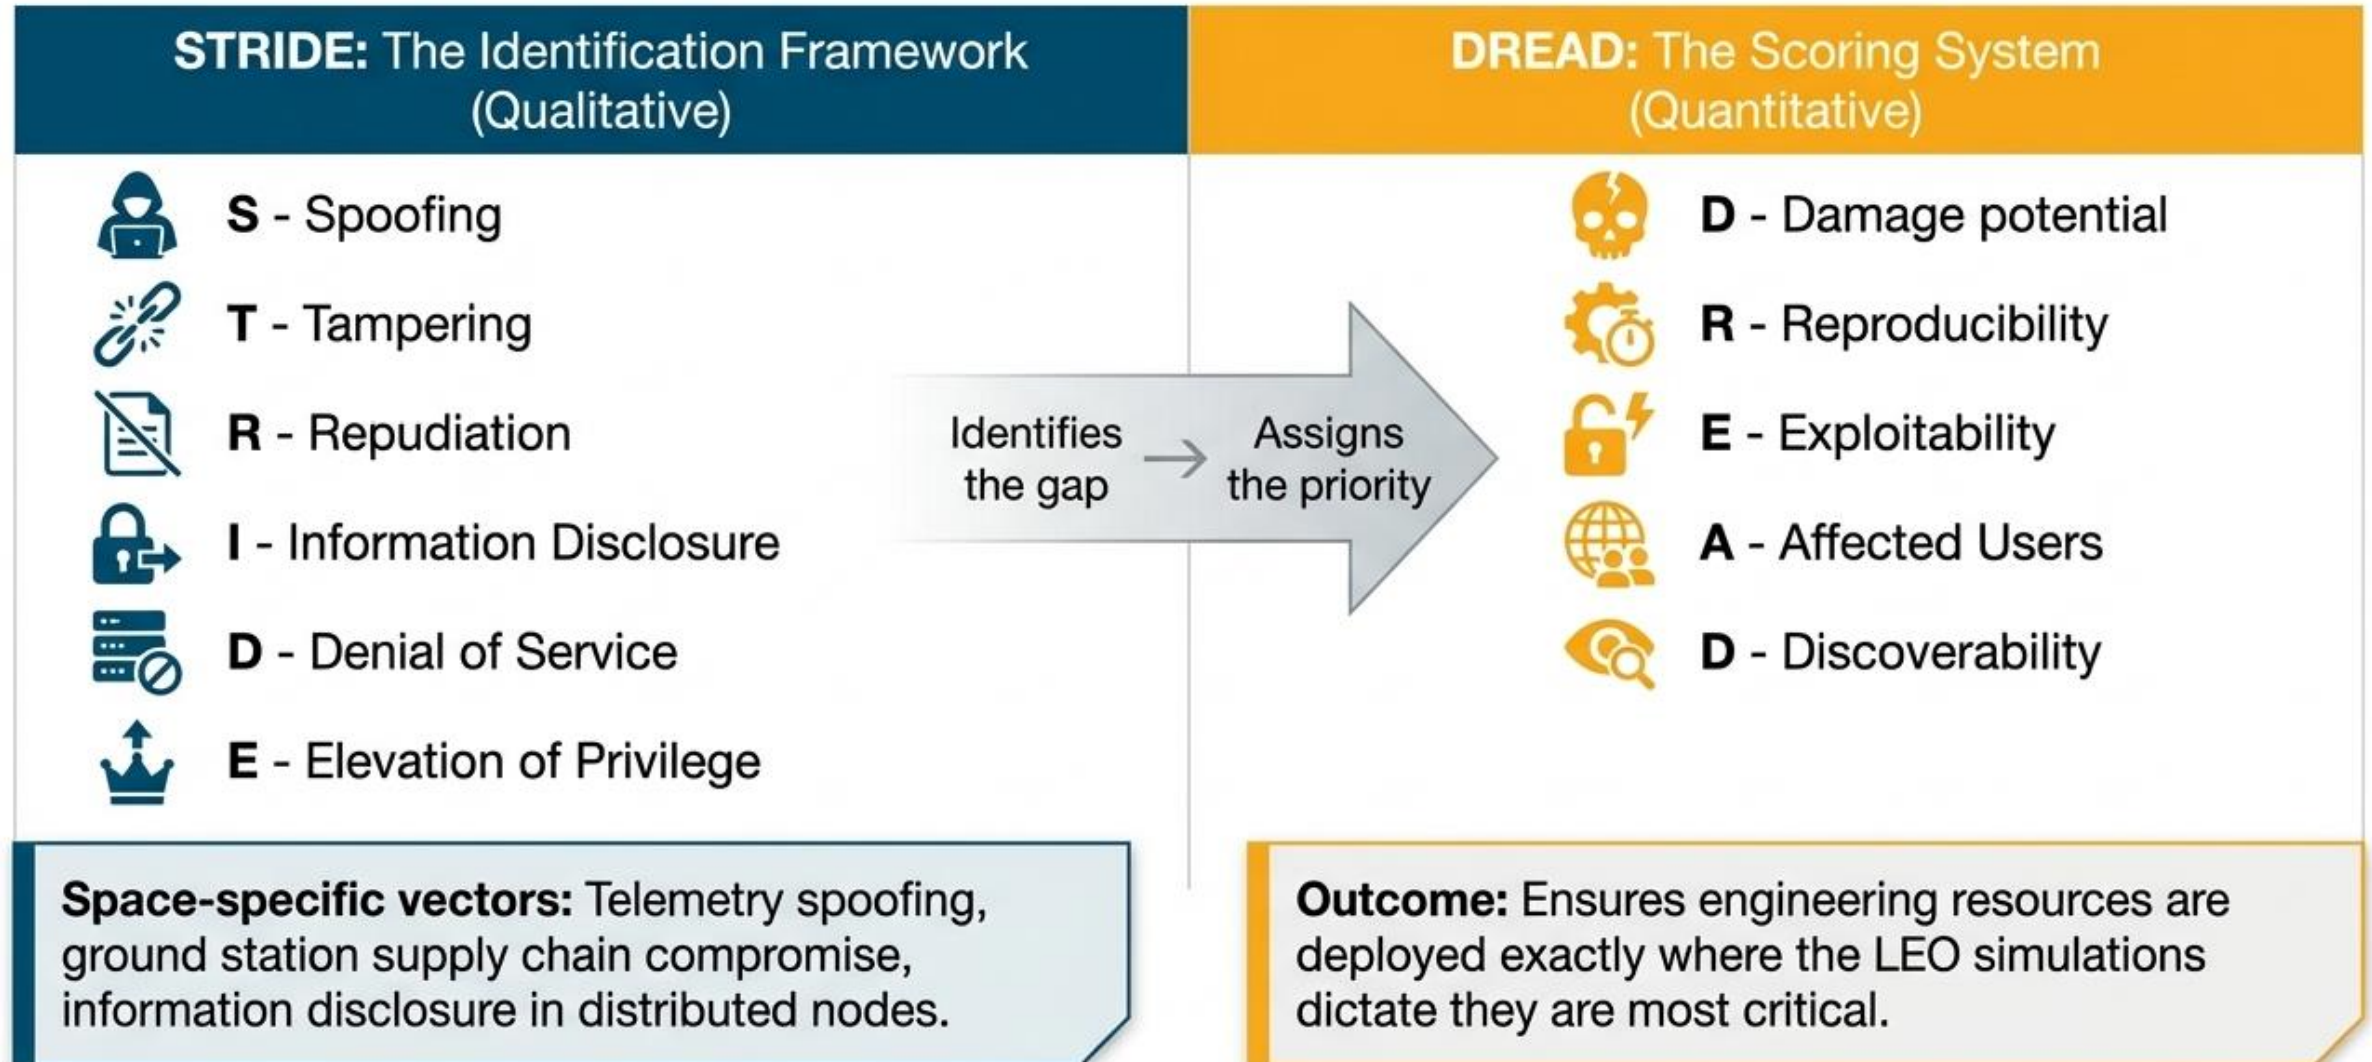 STRIDE: The Identification Framework
(Qualitative)
S - Spoofing
T - Tampering
R - Repudiation
I - Information Disclosure
D - Denial of Service
E - Elevation of Privilege
Space-specific vectors: Telemetry spoofing,
ground station supply chain compromise,
information disclosure in distributed nodes.
Identifies
the gap
→
Assigns
the priority
DREAD: The Scoring System
(Quantitative)
D - Damage potential
R - Reproducibility
E - Exploitability
A - Affected Users
D - Discoverability
Outcome: Ensures engineering resources are
deployed exactly where the LEO simulations
dictate they are most critical.